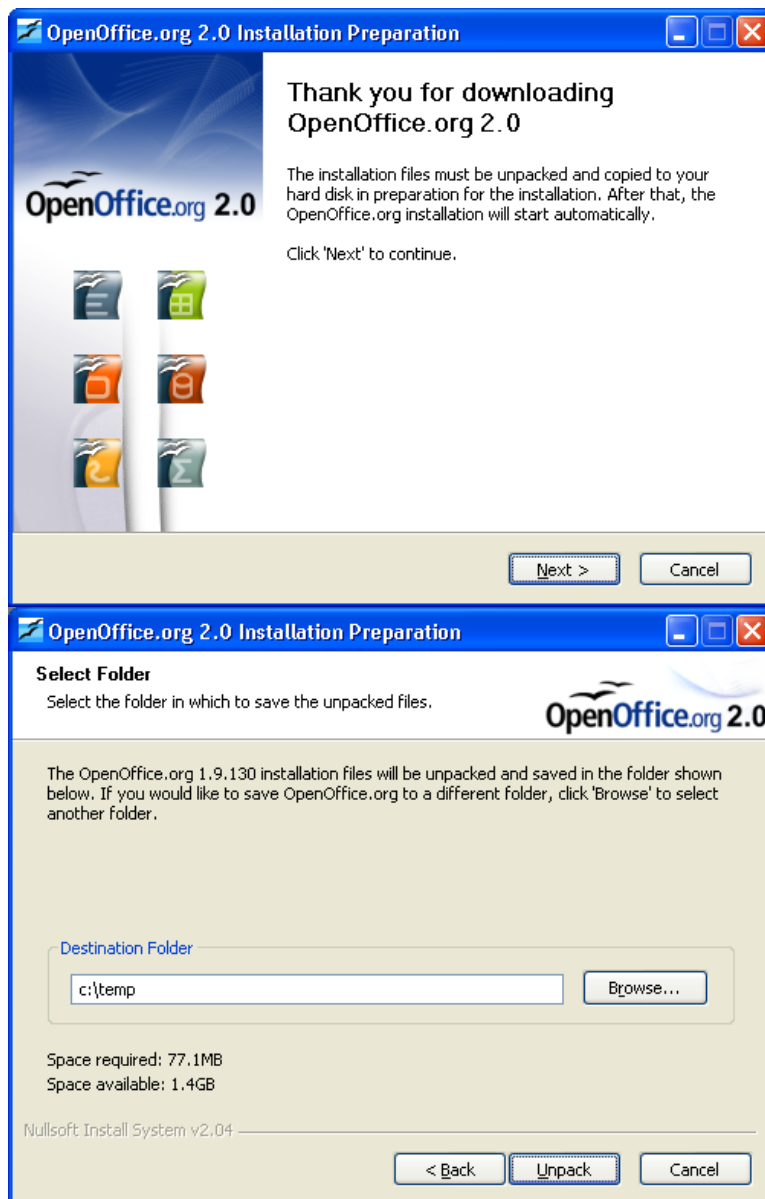 OpenOffice.org 2.0 Installation Preparation
Thank you for downloading
OpenOffice.org 2.0
The installation files must be unpacked and copied to your
hard disk in preparation for the installation. After that, the
OpenOffice.org installation will start automatically.
Click 'Next' to continue.
OpenOffice.org 2.0
Next >
Cancel
OpenOffice.org 2.0 Installation Preparation
Select Folder
Select the folder in which to save the unpacked files.
OpenOffice.org 2.0
The OpenOffice.org 1.9.130 installation files will be unpacked and saved in the folder shown
below. If you would like to save OpenOffice.org to a different folder, click 'Browse' to select
another folder.
Destination Folder
c:\temp
Browse...
Space required: 77.1MB
Space available: 1.4GB
Nullsoft Install System v2.04
< Back
Unpack
Cancel